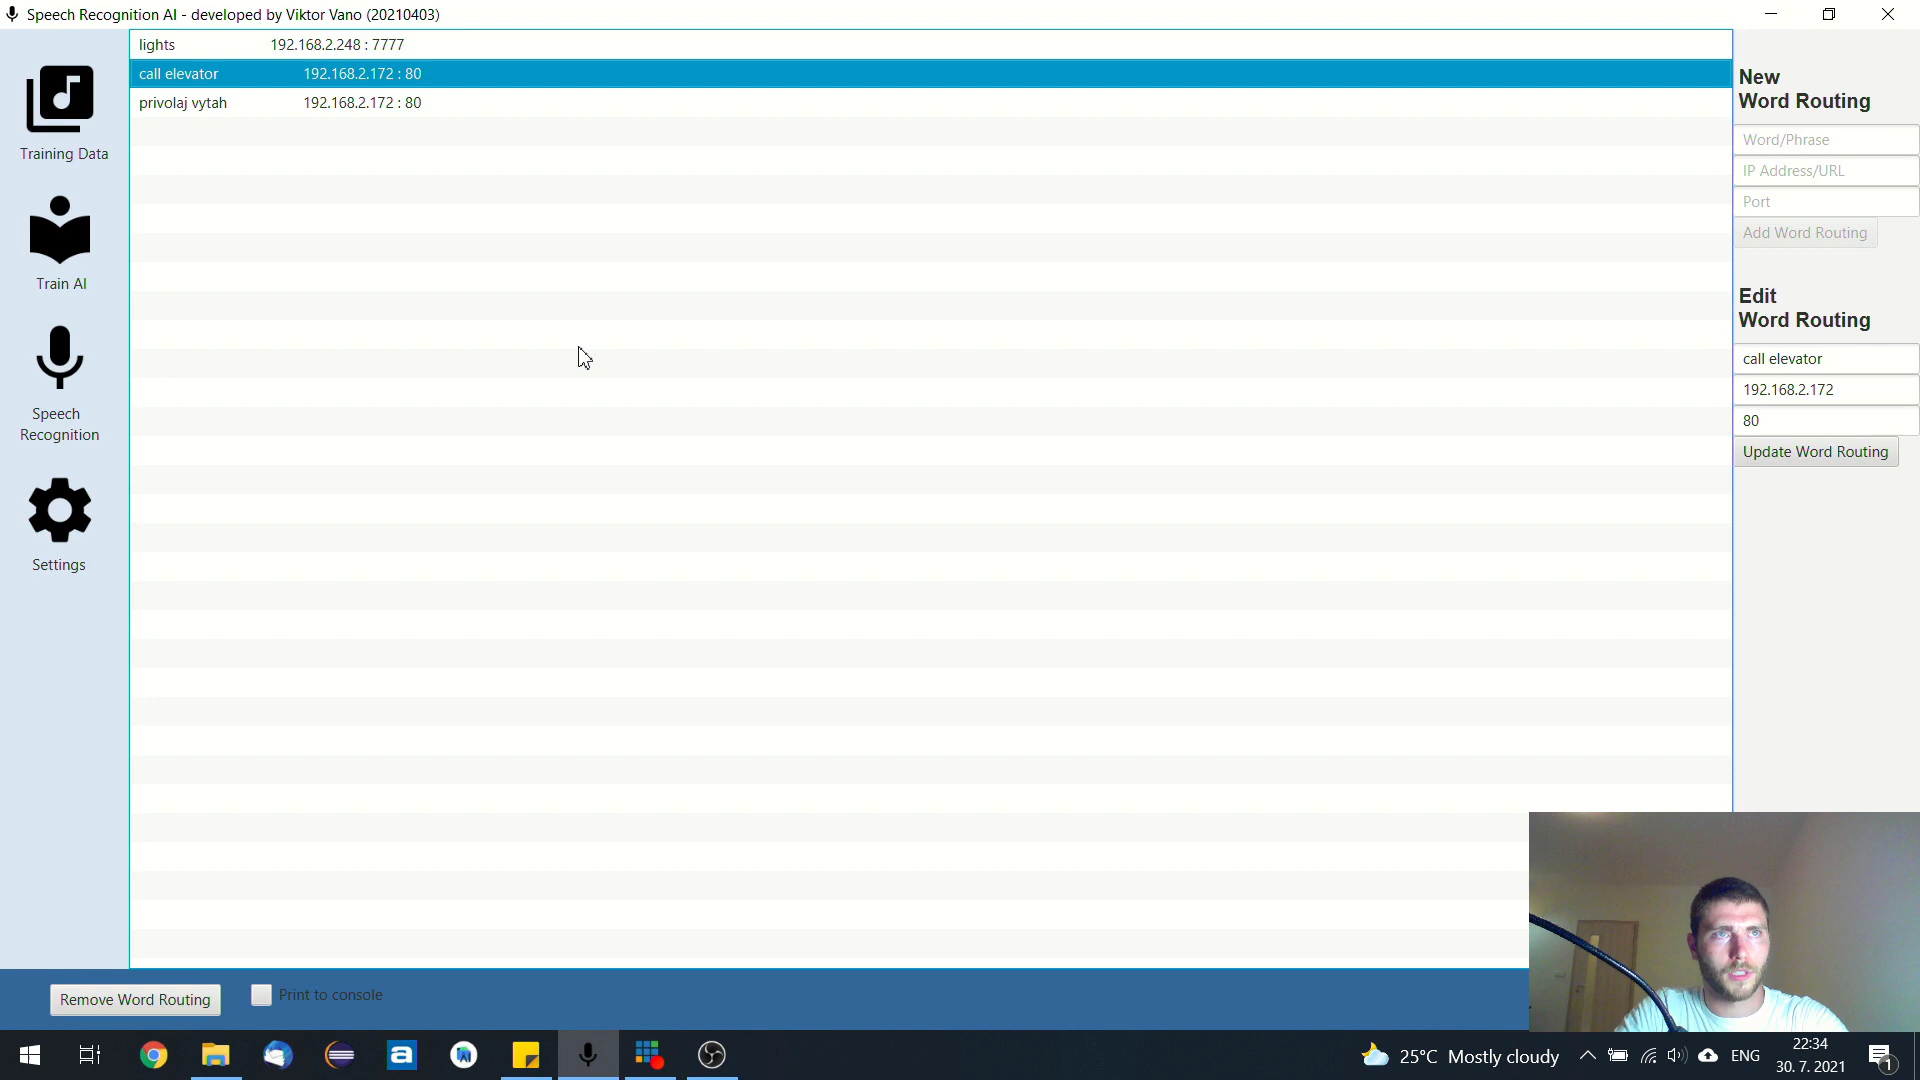 Speech Recognition AI - developed by Viktor Vano (20210403)
Training Data
Train AI
Speech
Recognition
Settings
lights 192.168.2.248 : 7777
call elevator 192.168.2.172 : 80
privolaj vytah 192.168.2.172 : 80
New
Word Routing
Word/Phrase
IP Address/URL
Port
Add Word Routing
Edit
Word Routing
call elevator
192.168.2.172
80
Update Word Routing
Remove Word Routing
Print to console
25°C Mostly cloudy
ENG
22:34
30. 7. 2021
1